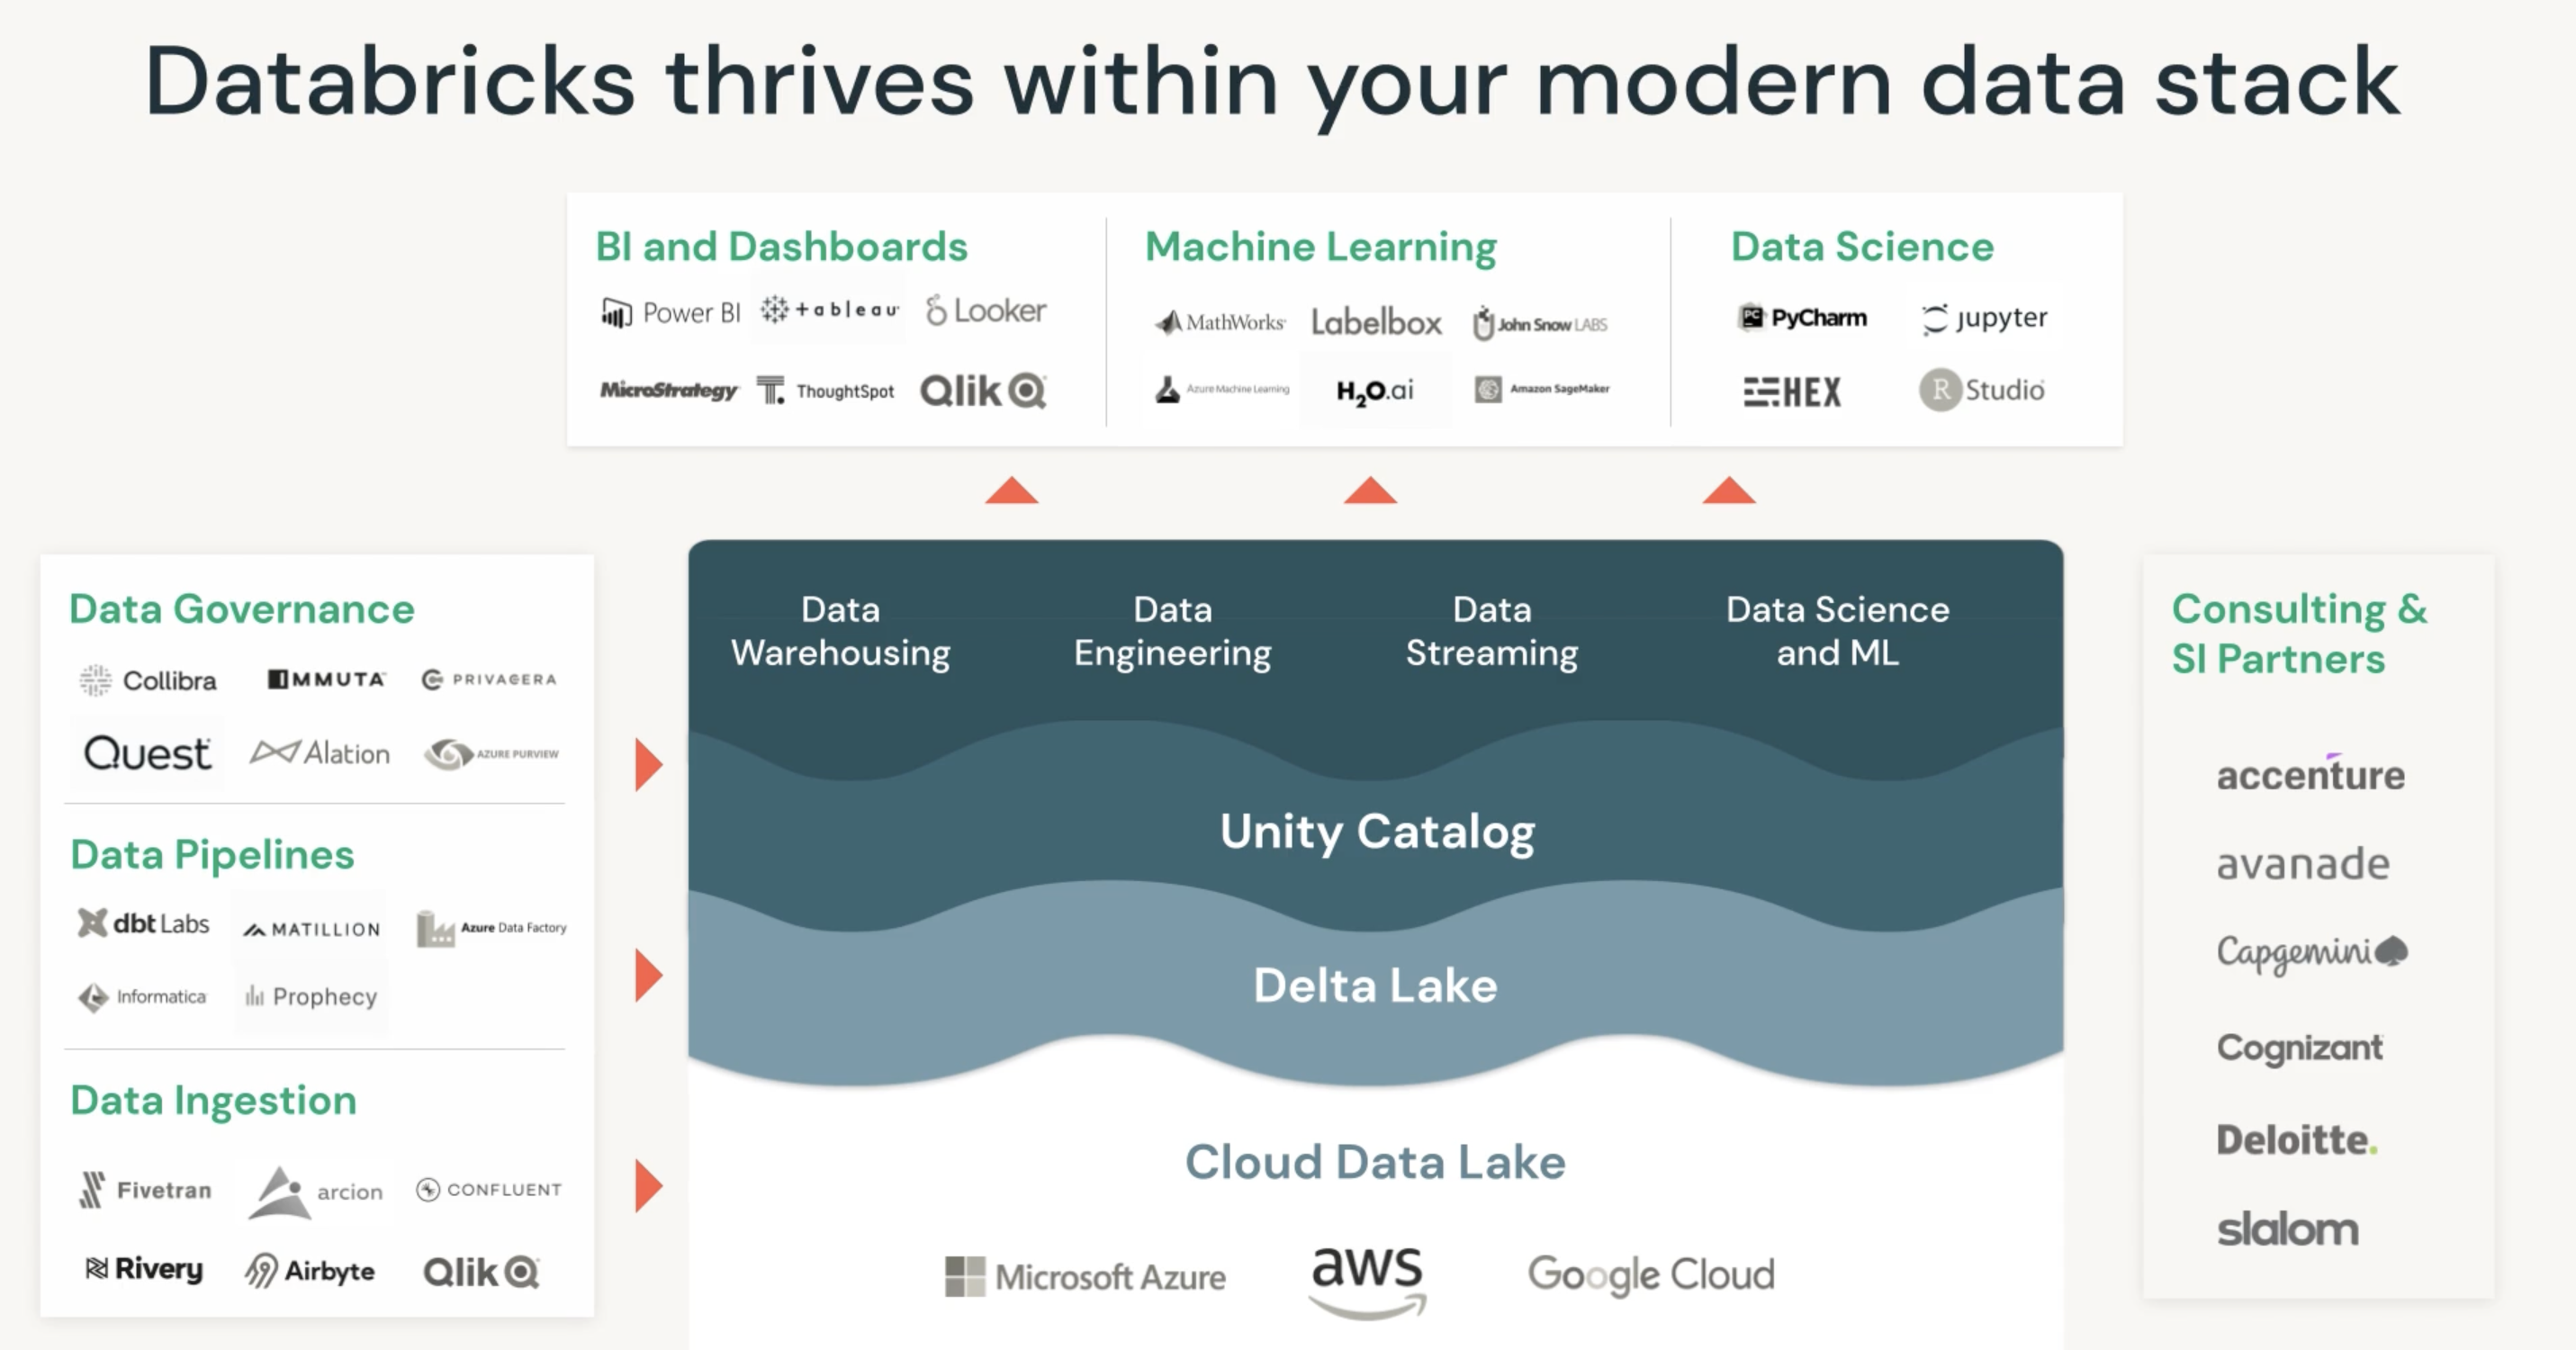 Databricks thrives within your modern data stack
BI and Dashboards
Power BI
+ableau
Looker
MicroStrategy
ThoughtSpot
Qlik
Machine Learning
MathWorks
Labelbox
John Snow LABS
Azure Machine Learning
H2O.ai
Amazon SageMaker
Data Science
PC PyCharm
jupyter
HEX
R Studio
Data Governance
Collibra
IMMUTA
PRIVACERA
Quest
Alation
AZURE PURVIEW
Data Pipelines
dbt Labs
MATILLION
Azure Data Factory
Informatica
Prophecy
Data Ingestion
Fivetran
arcion
CONFLUENT
Rivery
Airbyte
Qlik
Data
Warehousing
Data
Engineering
Data
Streaming
Data Science
and ML
Unity Catalog
Delta Lake
Cloud Data Lake
Microsoft Azure
aws
Google Cloud
Consulting &
SI Partners
accenture
avanade
Capgemini
Cognizant
Deloitte.
slalom